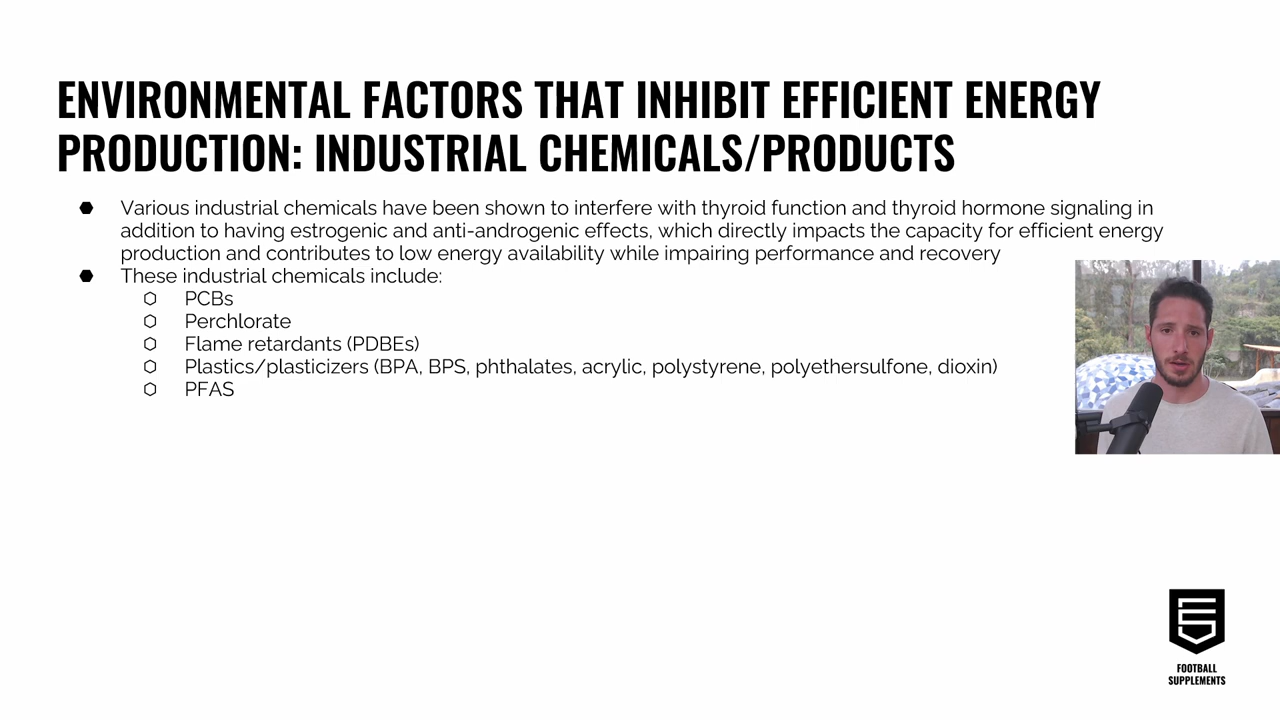 ENVIRONMENTAL FACTORS THAT INHIBIT EFFICIENT ENERGY
PRODUCTION: INDUSTRIAL CHEMICALS/PRODUCTS
Various industrial chemicals have been shown to interfere with thyroid function and thyroid hormone signaling in
addition to having estrogenic and anti-androgenic effects, which directly impacts the capacity for efficient energy
production and contributes to low energy availability while impairing performance and recovery
These industrial chemicals include:
PCBs
Perchlorate
Flame retardants (PDBEs)
Plastics/plasticizers (BPA, BPS, phthalates, acrylic, polystyrene, polyethersulfone, dioxin)
PFAS
FOOTBALL
SUPPLEMENTS